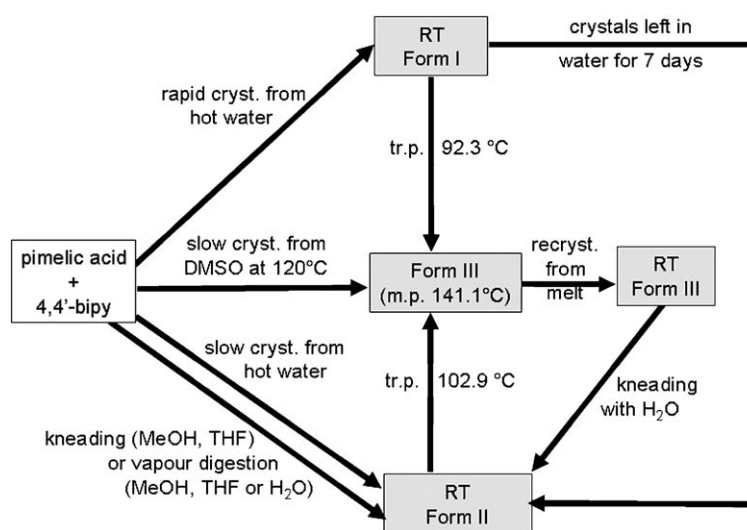 RT
Form I
crystals left in
water for 7 days
rapid cryst. from
hot water
tr.p. 92.3 °C
pimelic acid
+
4,4'-bipy
slow cryst. from
DMSO at 120°C
Form III
(m.p. 141.1°C)
recryst.
from
melt
RT
Form III
slow cryst. from
hot water
tr.p. 102.9 °C
kneading
with H₂O
kneading (MeOH, THF)
or vapour digestion
(MeOH, THF or H₂O)
RT
Form II